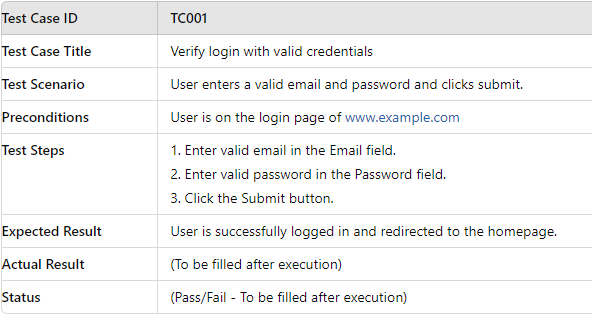 Test Case ID TC001
Test Case Title Verify login with valid credentials
Test Scenario User enters a valid email and password and clicks submit.
Preconditions User is on the login page of www.example.com
Test Steps 1. Enter valid email in the Email field.
2. Enter valid password in the Password field.
3. Click the Submit button.
Expected Result User is successfully logged in and redirected to the homepage.
Actual Result (To be filled after execution)
Status (Pass/Fail - To be filled after execution)